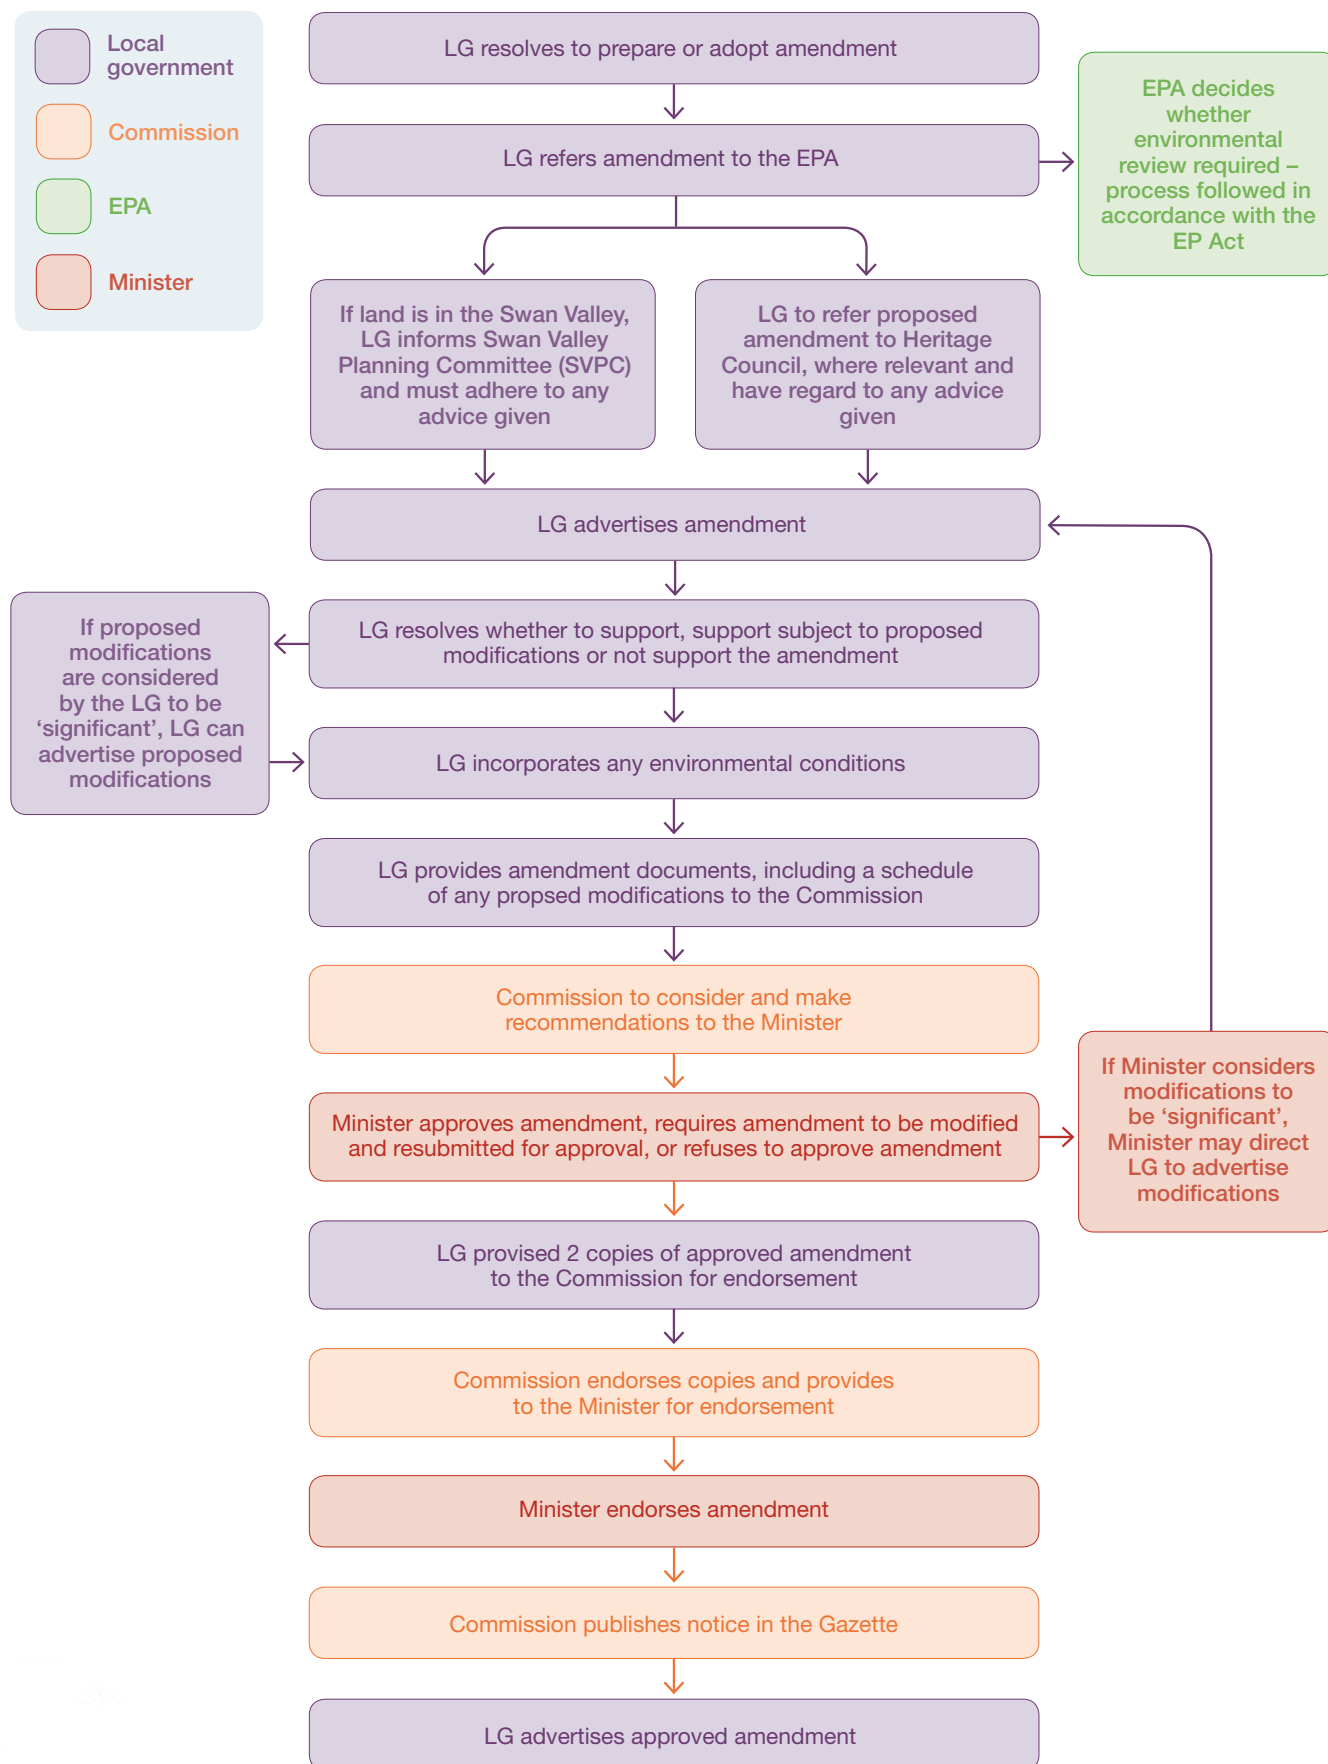 Local
government
Commission
EPA
Minister
LG resolves to prepare or adopt amendment
LG refers amendment to the EPA
EPA decides
whether
environmental
review required –
process followed in
accordance with the
EP Act
If land is in the Swan Valley,
LG informs Swan Valley
Planning Committee (SVPC)
and must adhere to any
advice given
LG to refer proposed
amendment to Heritage
Council, where relevant and
have regard to any advice
given
LG advertises amendment
LG resolves whether to support, support subject to proposed
modifications or not support the amendment
If proposed
modifications
are considered
by the LG to be
‘significant’, LG can
advertise proposed
modifications
LG incorporates any environmental conditions
LG provides amendment documents, including a schedule
of any propsed modifications to the Commission
Commission to consider and make
recommendations to the Minister
Minister approves amendment, requires amendment to be modified
and resubmitted for approval, or refuses to approve amendment
If Minister considers
modifications to
be ‘significant’,
Minister may direct
LG to advertise
modifications
LG provised 2 copies of approved amendment
to the Commission for endorsement
Commission endorses copies and provides
to the Minister for endorsement
Minister endorses amendment
Commission publishes notice in the Gazette
LG advertises approved amendment